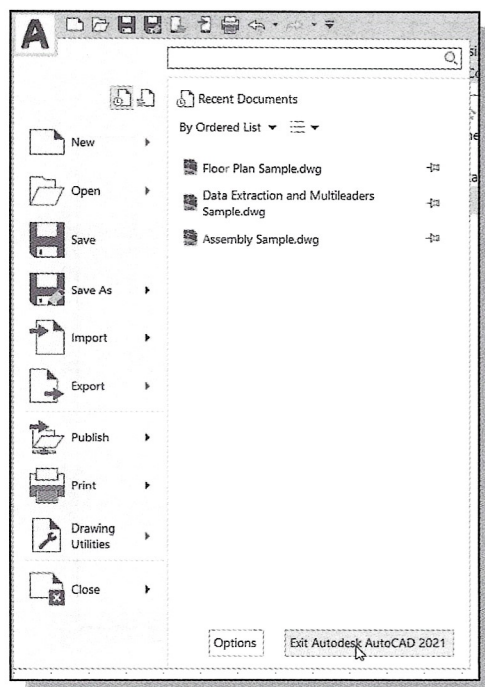 A
Recent Documents
By Ordered List
New
Open
Save
Save As
Import
Export
Publish
Print
Drawing
Utilities
Close
Floor Plan Sample.dwg
Data Extraction and Multileaders
Sample.dwg
Assembly Sample.dwg
Options
Exit Autodesk AutoCAD 2021